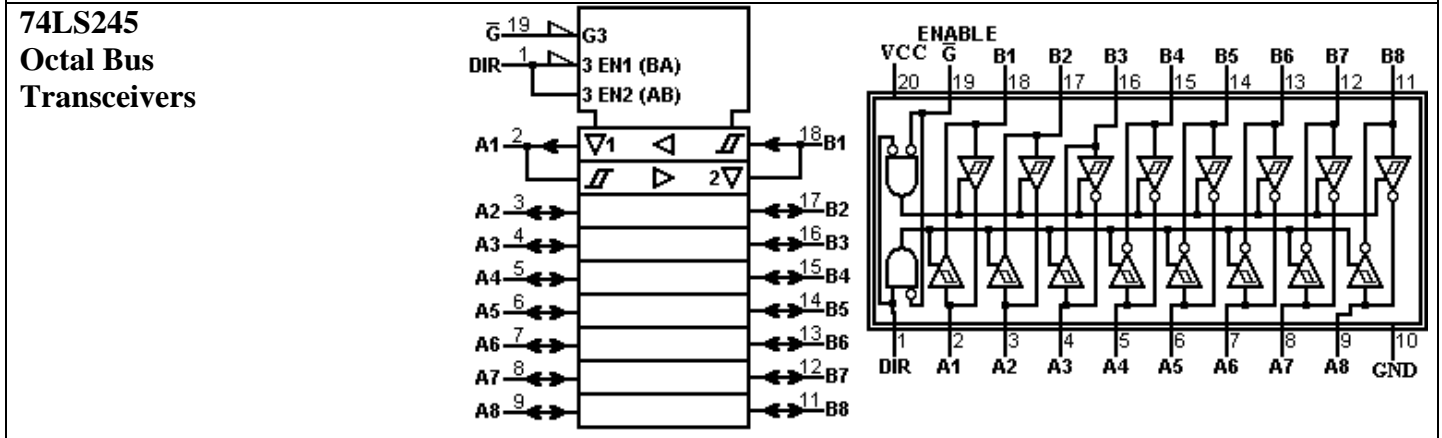 74LS245
Octal Bus
Transceivers
G̅ 19 G3
DIR 1 3 EN1 (BA)
3 EN2 (AB)
A1 2 ▽1 ◁ 18 B1
▷ 2▽
A2 3 17 B2
A3 4 16 B3
A4 5 15 B4
A5 6 14 B5
A6 7 13 B6
A7 8 12 B7
A8 9 11 B8
ENABLE
VCC G̅ B1 B2 B3 B4 B5 B6 B7 B8
20 19 18 17 16 15 14 13 12 11
1 2 3 4 5 6 7 8 9 10
DIR A1 A2 A3 A4 A5 A6 A7 A8 GND